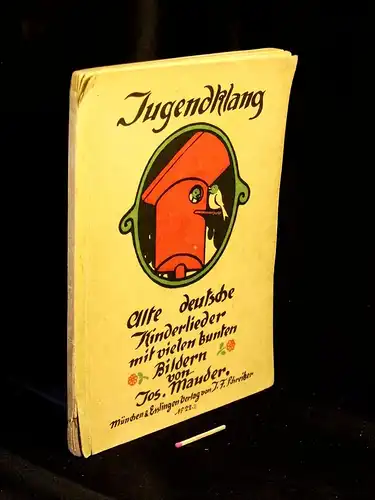 Jugendklang
Alte deutsche
Kinderlieder
mit vielen bunten
Bildern
von
Jos. Mauder.
München & Esslingen Verlag von J. F. Schreiber